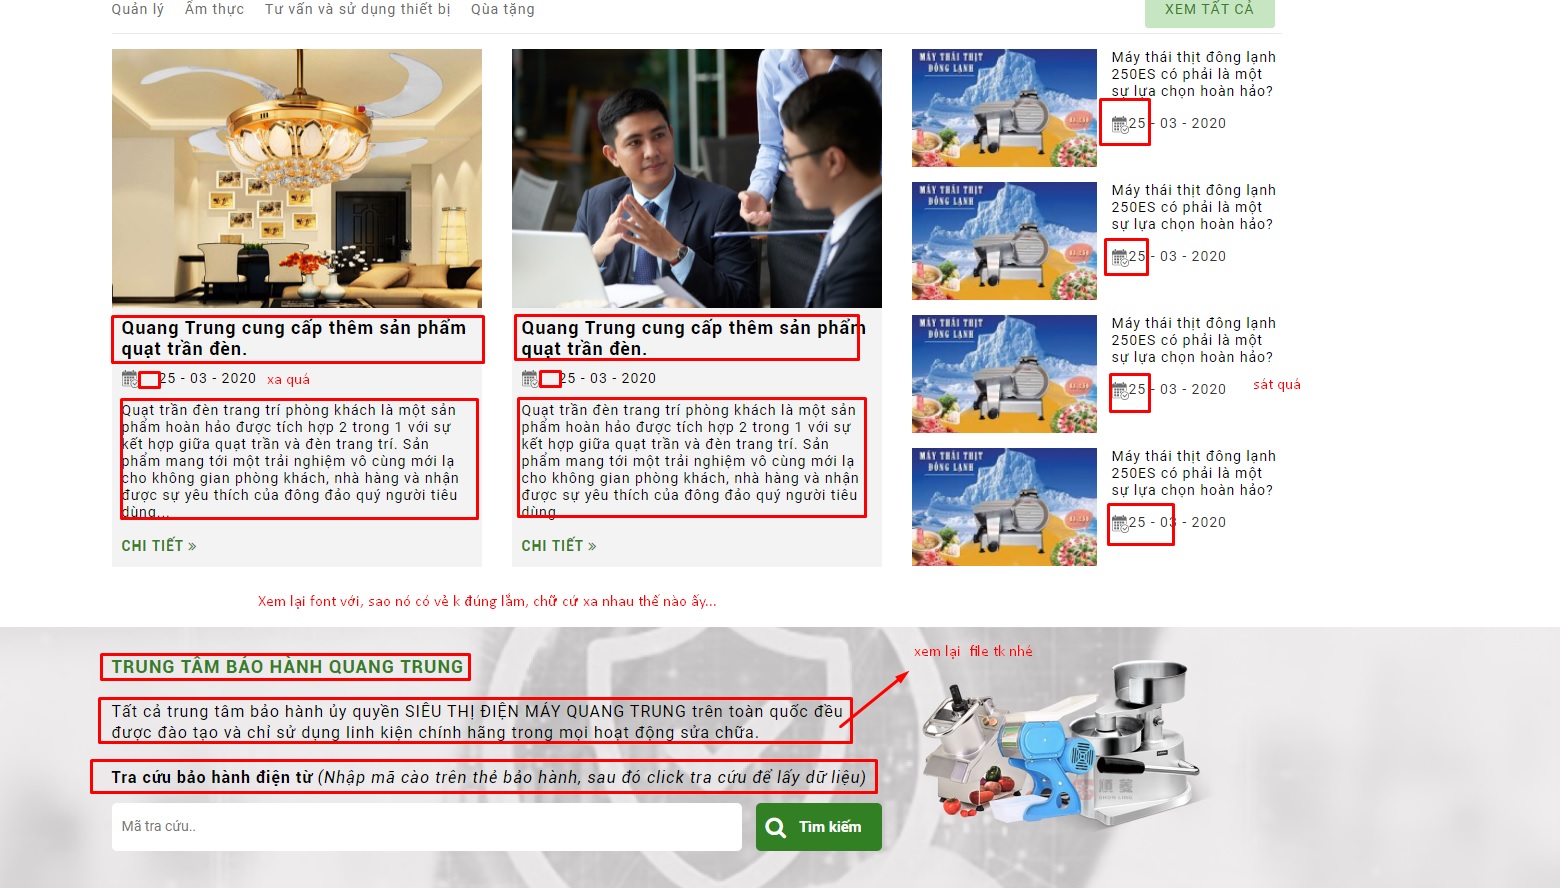 Quản lý Ẩm thực Tư vấn và sử dụng thiết bị Qùa tặng
XEM TẤT CẢ
Quang Trung cung cấp thêm sản phẩm
quạt trần đèn.
25 - 03 - 2020 xa quá
Quạt trần đèn trang trí phòng khách là một sản
phẩm hoàn hảo được tích hợp 2 trong 1 với sự
kết hợp giữa quạt trần và đèn trang trí. Sản
phẩm mang tới một trải nghiệm vô cùng mới lạ
cho không gian phòng khách, nhà hàng và nhận
được sự yêu thích của đông đảo quý người tiêu
dùng...
CHI TIẾT »
Quang Trung cung cấp thêm sản phẩm
quạt trần đèn.
25 - 03 - 2020
Quạt trần đèn trang trí phòng khách là một sản
phẩm hoàn hảo được tích hợp 2 trong 1 với sự
kết hợp giữa quạt trần và đèn trang trí. Sản
phẩm mang tới một trải nghiệm vô cùng mới lạ
cho không gian phòng khách, nhà hàng và nhận
được sự yêu thích của đông đảo quý người tiêu
dùng...
CHI TIẾT »
MÁY THÁI THỊT
ĐÔNG LẠNH
Máy thái thịt đông lạnh
250ES có phải là một
sự lựa chọn hoàn hảo?
25 - 03 - 2020
MÁY THÁI THỊT
ĐÔNG LẠNH
Máy thái thịt đông lạnh
250ES có phải là một
sự lựa chọn hoàn hảo?
25 - 03 - 2020
MÁY THÁI THỊT
ĐÔNG LẠNH
Máy thái thịt đông lạnh
250ES có phải là một
sự lựa chọn hoàn hảo?
25 - 03 - 2020 sát quá
MÁY THÁI THỊT
ĐÔNG LẠNH
Máy thái thịt đông lạnh
250ES có phải là một
sự lựa chọn hoàn hảo?
25 - 03 - 2020
Xem lại font với, sao nó có vẻ k đúng lắm, chữ cứ xa nhau thế nào ấy...
TRUNG TÂM BẢO HÀNH QUANG TRUNG
xem lại file tk nhé
Tất cả trung tâm bảo hành ủy quyền SIÊU THỊ ĐIỆN MÁY QUANG TRUNG trên toàn quốc đều
được đào tạo và chỉ sử dụng linh kiện chính hãng trong mọi hoạt động sửa chữa.
Tra cứu bảo hành điện từ (Nhập mã cào trên thẻ bảo hành, sau đó click tra cứu để lấy dữ liệu)
Mã tra cứu..
Tìm kiếm